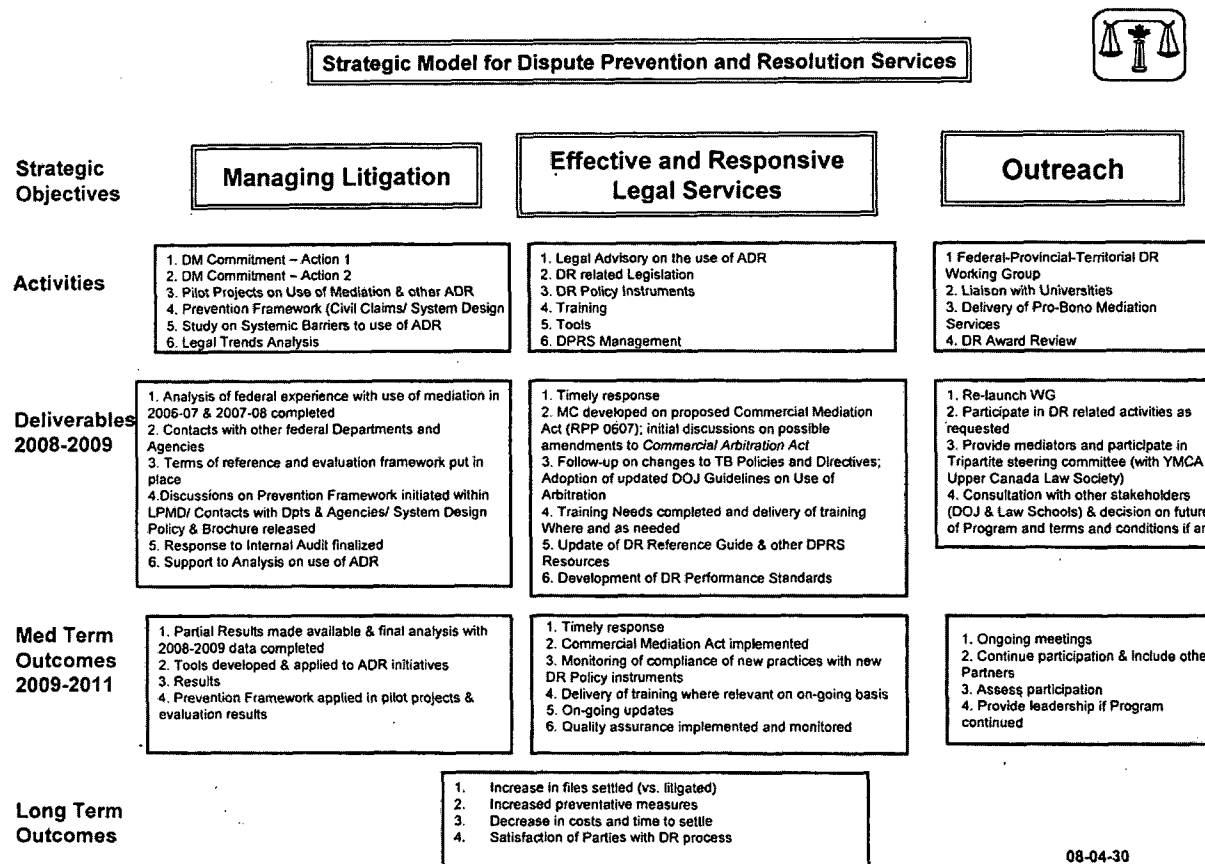 Strategic Model for Dispute Prevention and Resolution Services
Strategic
Objectives
Managing Litigation
Effective and Responsive
Legal Services
Outreach
Activities
1. DM Commitment – Action 1
2. DM Commitment – Action 2
3. Pilot Projects on Use of Mediation & other ADR
4. Prevention Framework (Civil Claims/ System Design
5. Study on Systemic Barriers to use of ADR
6. Legal Trends Analysis
1. Legal Advisory on the use of ADR
2. DR related Legislation
3. DR Policy Instruments
4. Training
5. Tools
6. DPRS Management
1 Federal-Provincial-Territorial DR
Working Group
2. Liaison with Universities
3. Delivery of Pro-Bono Mediation
Services
4. DR Award Review
Deliverables
2008-2009
1. Analysis of federal experience with use of mediation in
2006-07 & 2007-08 completed
2. Contacts with other federal Departments and
Agencies
3. Terms of reference and evaluation framework put in
place
4.Discussions on Prevention Framework initiated within
LPMD/ Contacts with Dpts & Agencies/ System Design
Policy & Brochure released
5. Response to Internal Audit finalized
6. Support to Analysis on use of ADR
1. Timely response
2. MC developed on proposed Commercial Mediation
Act (RPP 0607); initial discussions on possible
amendments to Commercial Arbitration Act
3. Follow-up on changes to TB Policies and Directives;
Adoption of updated DOJ Guidelines on Use of
Arbitration
4. Training Needs completed and delivery of training
Where and as needed
5. Update of DR Reference Guide & other DPRS
Resources
6. Development of DR Performance Standards
1. Re-launch WG
2. Participate in DR related activities as
requested
3. Provide mediators and participate in
Tripartite steering committee (with YMCA
Upper Canada Law Society)
4. Consultation with other stakeholders
(DOJ & Law Schools) & decision on future
of Program and terms and conditions if an
Med Term
Outcomes
2009-2011
1. Partial Results made available & final analysis with
2008-2009 data completed
2. Tools developed & applied to ADR initiatives
3. Results
4. Prevention Framework applied in pilot projects &
evaluation results
1. Timely response
2. Commercial Mediation Act implemented
3. Monitoring of compliance of new practices with new
DR Policy instruments
4. Delivery of training where relevant on on-going basis
5. On-going updates
6. Quality assurance implemented and monitored
1. Ongoing meetings
2. Continue participation & Include othe
Partners
3. Assess participation
4. Provide leadership if Program
continued
Long Term
Outcomes
1. Increase in files settled (vs. litigated)
2. Increased preventative measures
3. Decrease in costs and time to settle
4. Satisfaction of Parties with DR process
08-04-30